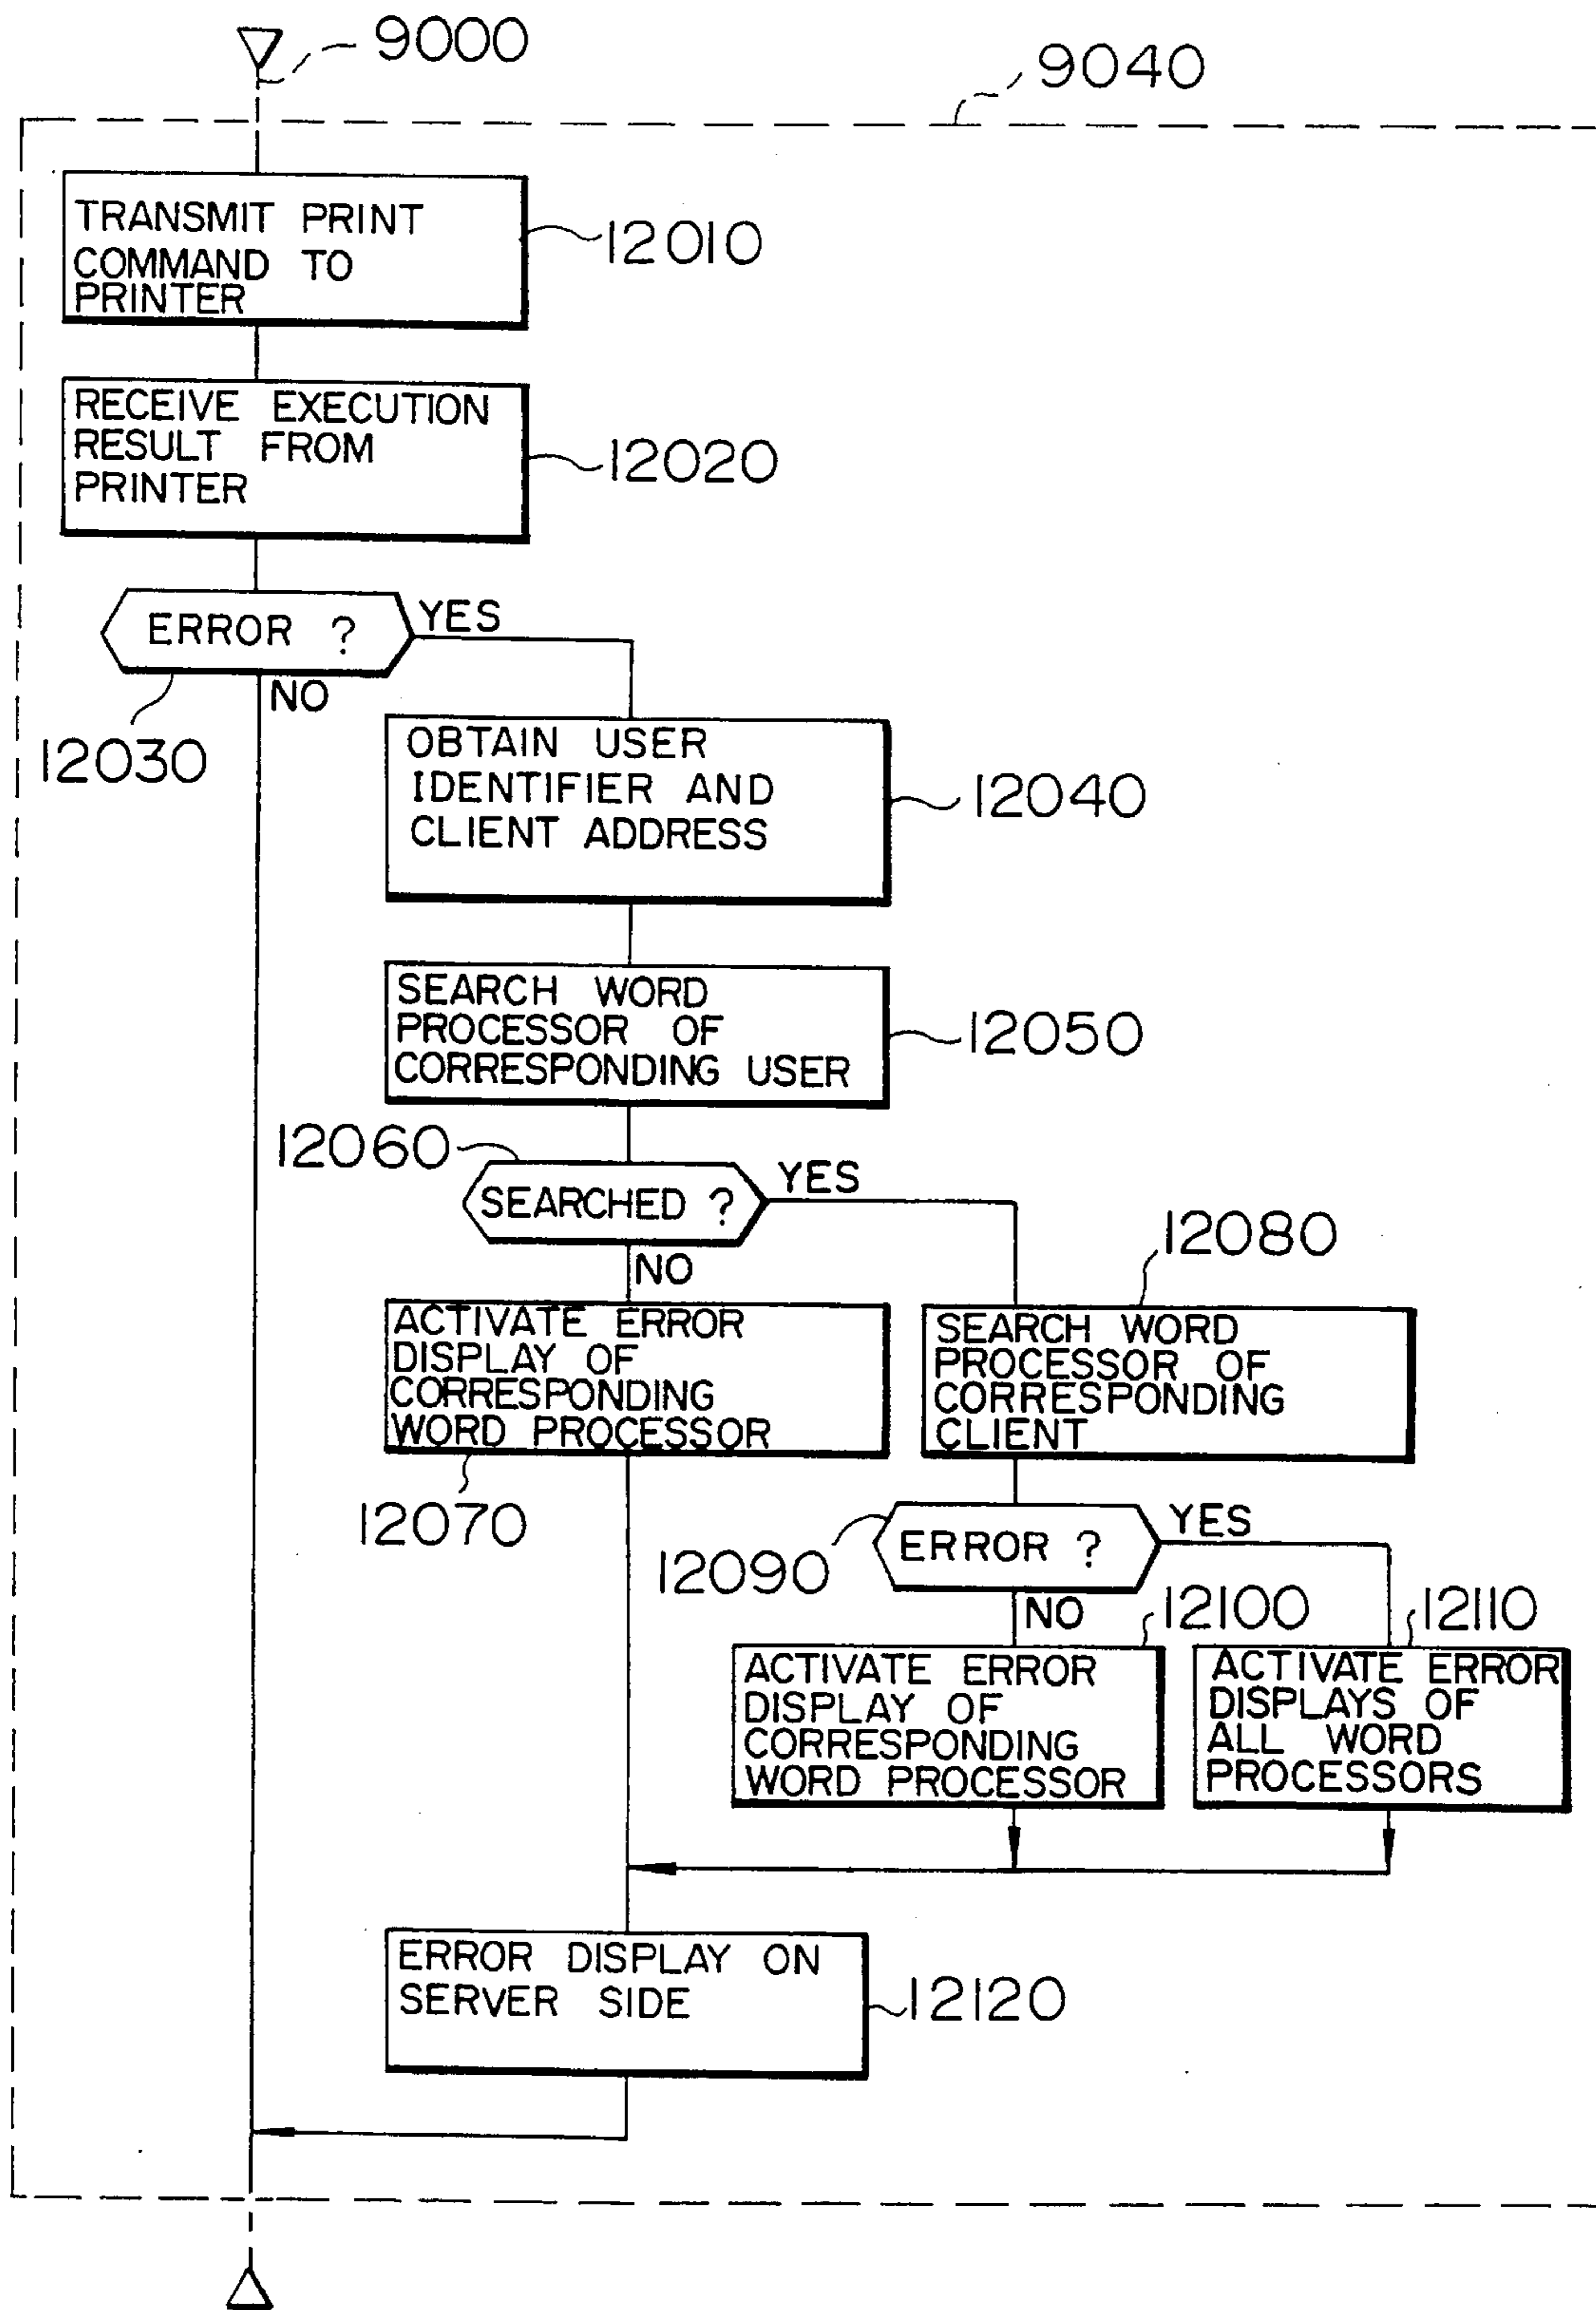 9000
9040
TRANSMIT PRINT
COMMAND TO
PRINTER
12010
RECEIVE EXECUTION
RESULT FROM
PRINTER
12020
ERROR ?
YES
NO
12030
OBTAIN USER
IDENTIFIER AND
CLIENT ADDRESS
12040
SEARCH WORD
PROCESSOR OF
CORRESPONDING USER
12050
12060
SEARCHED ?
YES
NO
12080
ACTIVATE ERROR
DISPLAY OF
CORRESPONDING
WORD PROCESSOR
12070
SEARCH WORD
PROCESSOR OF
CORRESPONDING
CLIENT
12090
ERROR ?
YES
NO
12100
12110
ACTIVATE ERROR
DISPLAY OF
CORRESPONDING
WORD PROCESSOR
ACTIVATE ERROR
DISPLAYS OF
ALL WORD
PROCESSORS
ERROR DISPLAY ON
SERVER SIDE
12120